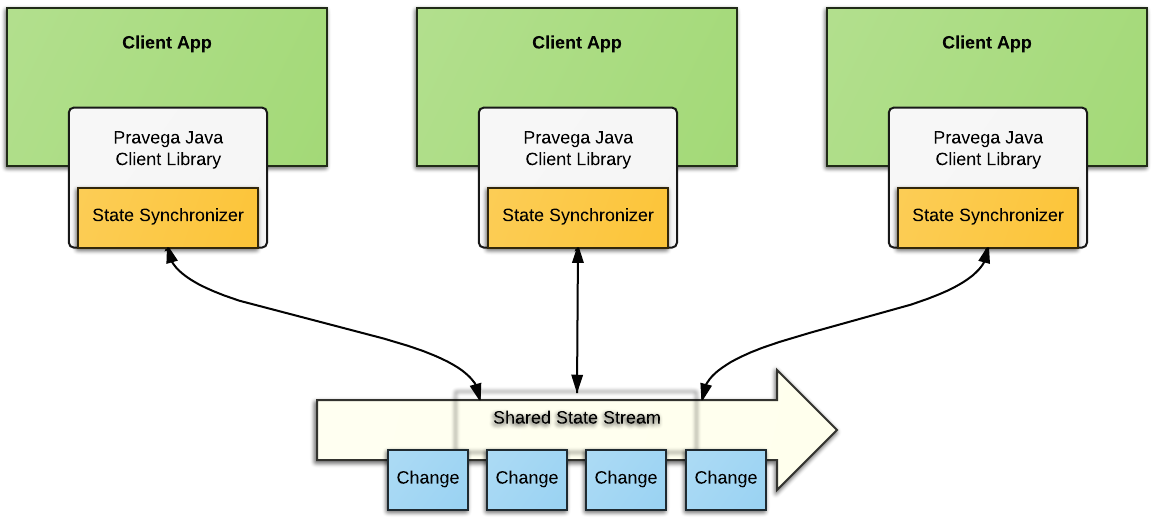 Client App
Client App
Client App
Pravega Java
Client Library
Pravega Java
Client Library
Pravega Java
Client Library
State Synchronizer
State Synchronizer
State Synchronizer
Shared State Stream
Change
Change
Change
Change